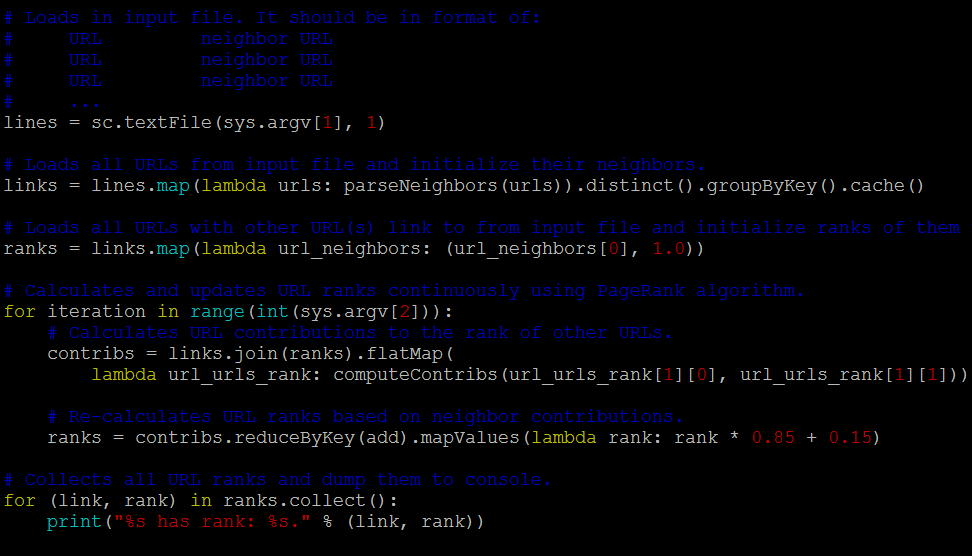 # Loads in input file. It should be in format of:
#     URL         neighbor URL
#     URL         neighbor URL
#     URL         neighbor URL
#     ...
lines = sc.textFile(sys.argv[1], 1)
# Loads all URLs from input file and initialize their neighbors.
links = lines.map(lambda urls: parseNeighbors(urls)).distinct().groupByKey().cache()
# Loads all URLs with other URL(s) link to from input file and initialize ranks of them
ranks = links.map(lambda url_neighbors: (url_neighbors[0], 1.0))
# Calculates and updates URL ranks continuously using PageRank algorithm.
for iteration in range(int(sys.argv[2])):
    # Calculates URL contributions to the rank of other URLs.
    contribs = links.join(ranks).flatMap(
        lambda url_urls_rank: computeContribs(url_urls_rank[1][0], url_urls_rank[1][1]))
    # Re-calculates URL ranks based on neighbor contributions.
    ranks = contribs.reduceByKey(add).mapValues(lambda rank: rank * 0.85 + 0.15)
# Collects all URL ranks and dump them to console.
for (link, rank) in ranks.collect():
    print("%s has rank: %s." % (link, rank))